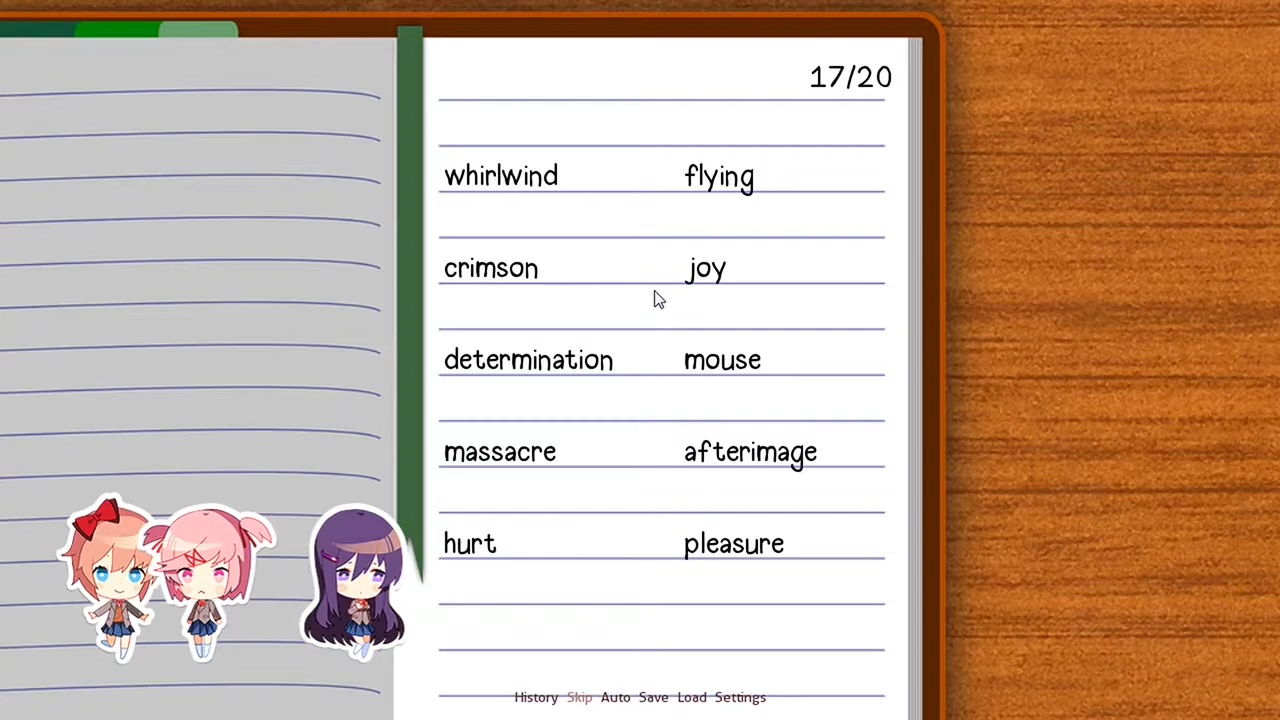 17/20
whirlwind flying
crimson joy
determination mouse
massacre afterimage
hurt pleasure
History Skip Auto Save Load Settings